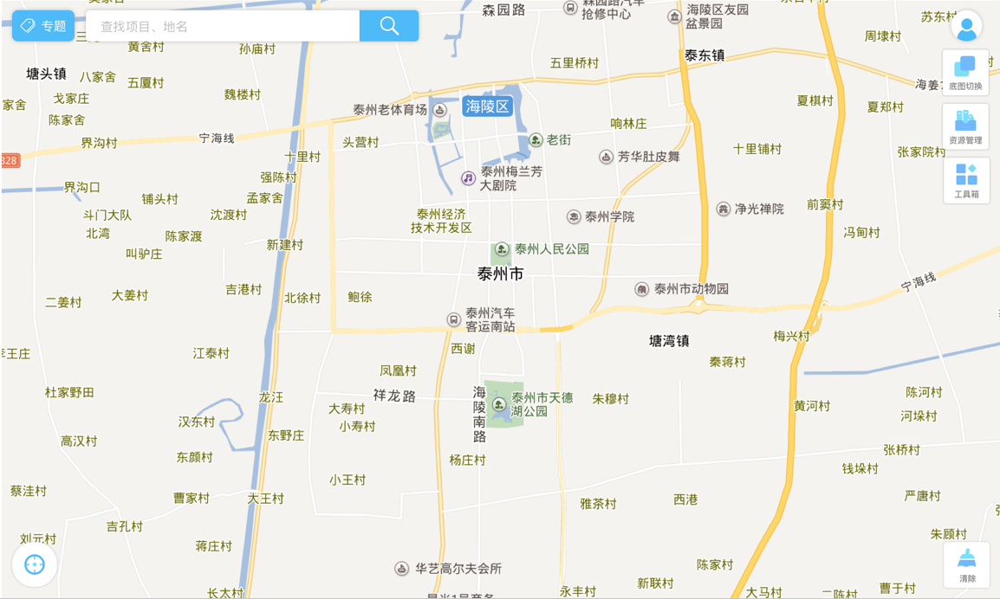 专题
查找项目、地名
森园路
抢修中心
海陵区友园
盆景园
苏东
黄舍村
孙庙村
周埭村
泰东镇
五里桥村
塘头镇
八家舍
五厦村
底图切换
海姜
戈家庄
魏楼村
家舍
陈家舍
泰州老体育场
海陵区
夏棋村
夏郑村
响林庄
宁海线
界沟村
头营村
老街
资源管理
328
十里村
芳华肚皮舞
十里铺村
张家院村
泰州梅兰芳
大剧院
强陈村
界沟口
工具箱
铺头村
孟家舍
斗门大队
沈渡村
泰州经济
技术开发区
泰州学院
净光禅院
前窦村
北湾
陈家渡
冯甸村
叫驴庄
新建村
泰州人民公园
泰州市
宁海线
吉港村
大姜村
二姜村
北徐村
鲍徐
泰州市动物园
泰州汽车
客运南站
塘湾镇
梅兴村
李王庄
江泰村
西谢
秦蒋村
凤凰村
杜家野田
龙汪
祥龙路
海陵南路
泰州市天德
湖公园
朱穆村
陈河村
黄河村
大寿村
小寿村
河垛村
汉东村
高汉村
东野庄
东颜村
杨庄村
张桥村
钱垛村
小王村
蔡洼村
曹家村
大王村
雅茶村
西港
严唐村
吉孔村
刘元村
蒋庄村
朱顾村
华艺高尔夫会所
陈家村
清除
新联村
长太村
永丰村
大马村
曹于村